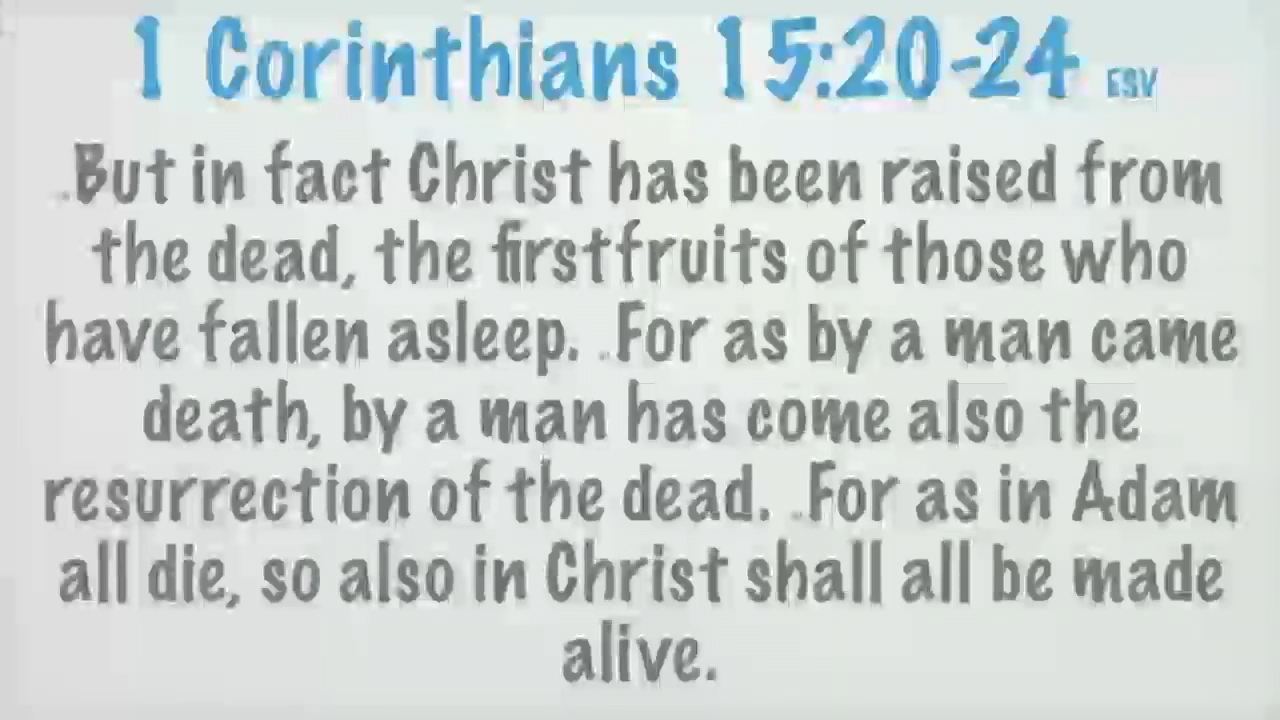 1 Corinthians 15:20-24 ESV
But in fact Christ has been raised from
the dead, the firstfruits of those who
have fallen asleep. For as by a man came
death, by a man has come also the
resurrection of the dead. For as in Adam
all die, so also in Christ shall all be made
alive.